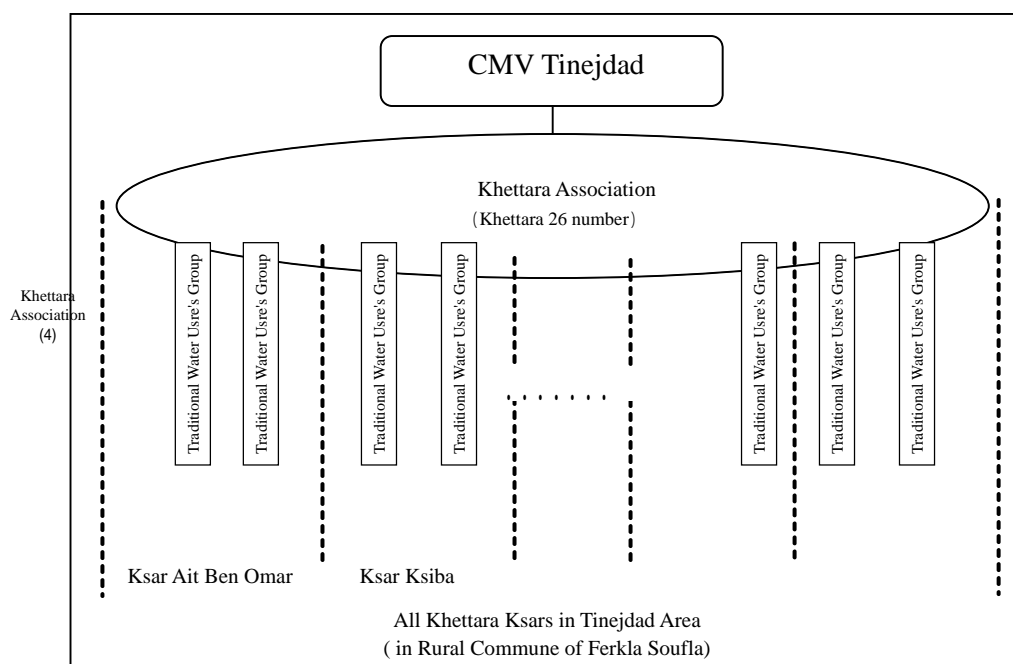 CMV Tinejdad
Khettara Association
(Khettara 26 number)
Khettara
Association
(4)
Traditional Water Usre's Group
Traditional Water Usre's Group
Traditional Water Usre's Group
Traditional Water Usre's Group
Traditional Water Usre's Group
Traditional Water Usre's Group
Traditional Water Usre's Group
Ksar Ait Ben Omar
Ksar Ksiba
All Khettara Ksars in Tinejdad Area
( in Rural Commune of Ferkla Soufla)